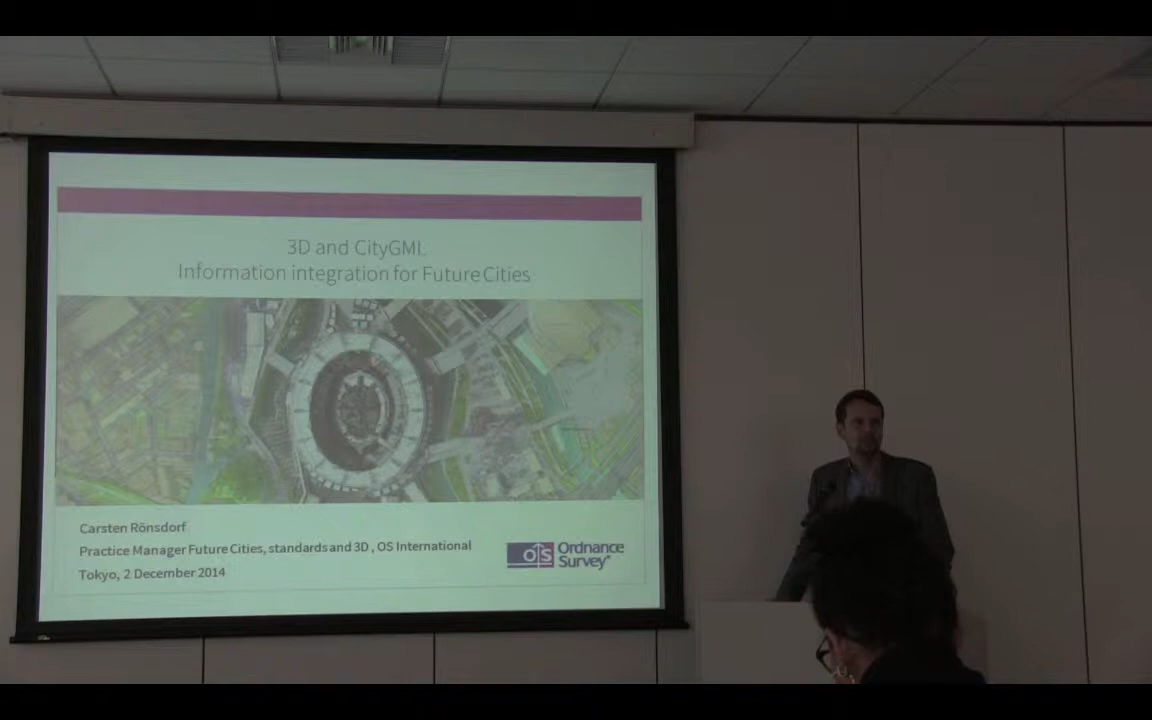 3D and CityGML
Information integration for Future Cities
Carsten Rönsdorf
Practice Manager Future Cities, standards and 3D , OS International
Tokyo, 2 December 2014
OS Ordnance
Survey®